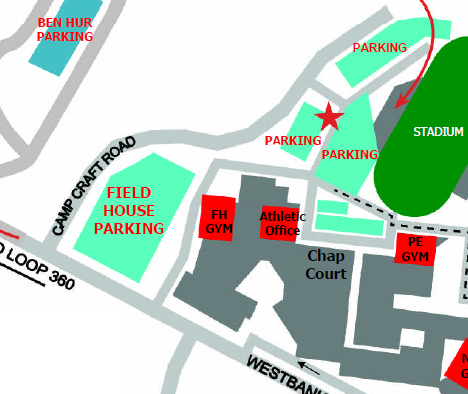 BEN HUR
PARKING
PARKING
STADIUM
PARKING
PARKING
CAMP CRAFT ROAD
FIELD
HOUSE
PARKING
FH
GYM
Athletic
Office
PE
GYM
Chap
Court
LOOP 360
WESTBAN